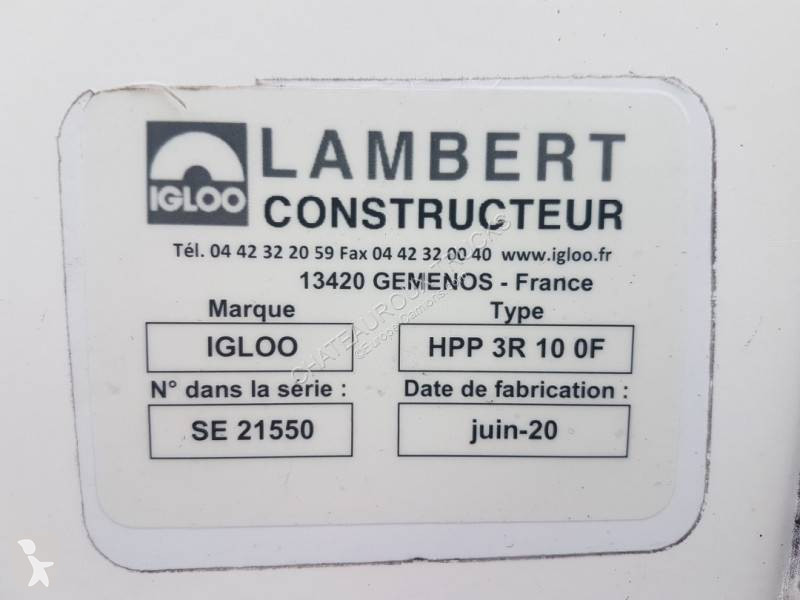 LAMBERT
IGLOO
CONSTRUCTEUR
Tél. 04 42 32 20 59 Fax 04 42 32 00 40 www.igloo.fr
13420 GEMENOS - France
Marque
Type
IGLOO
HPP 3R 10 0F
N° dans la série :
Date de fabrication :
SE 21550
juin-20
CHATEAUROUX TRUCKS